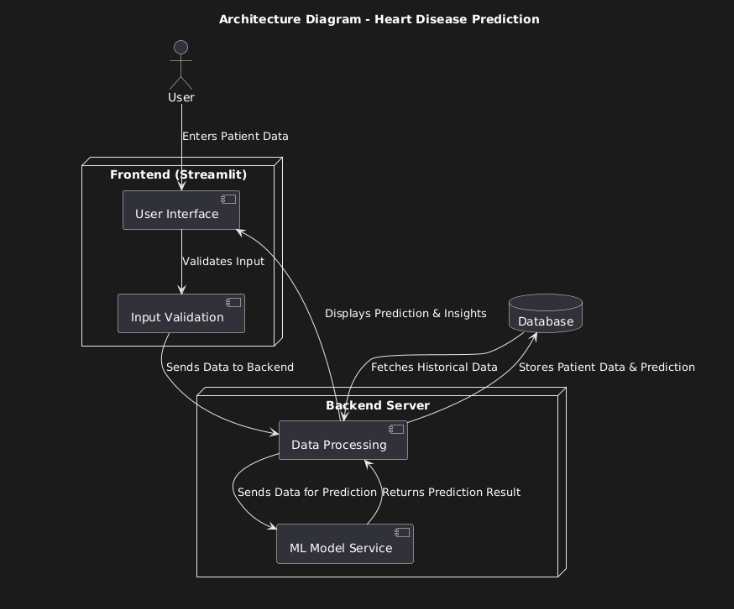 Architecture Diagram - Heart Disease Prediction
User
Enters Patient Data
Frontend (Streamlit)
User Interface
Validates Input
Input Validation
Displays Prediction & Insights
Database
Sends Data to Backend
Fetches Historical Data
Stores Patient Data & Prediction
Backend Server
Data Processing
Sends Data for Prediction
Returns Prediction Result
ML Model Service